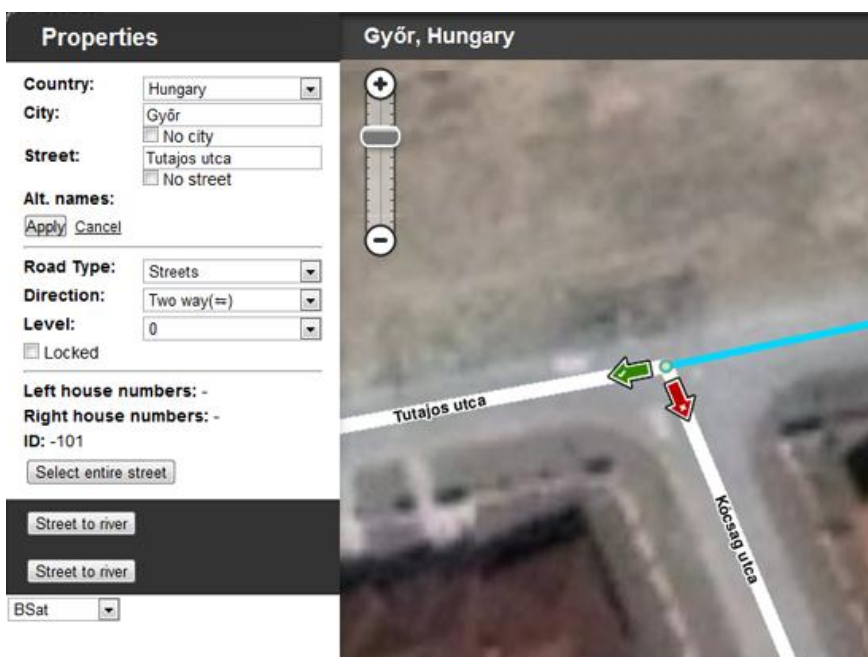 Properties
Győr, Hungary
Country: Hungary
City: Győr
No city
Street: Tutajos utca
No street
Alt. names:
Apply Cancel
Road Type: Streets
Direction: Two way(⇆)
Level: 0
Locked
Left house numbers: -
Right house numbers: -
ID: -101
Select entire street
Street to river
Street to river
BSat
Tutajos utca
Kócsag utca